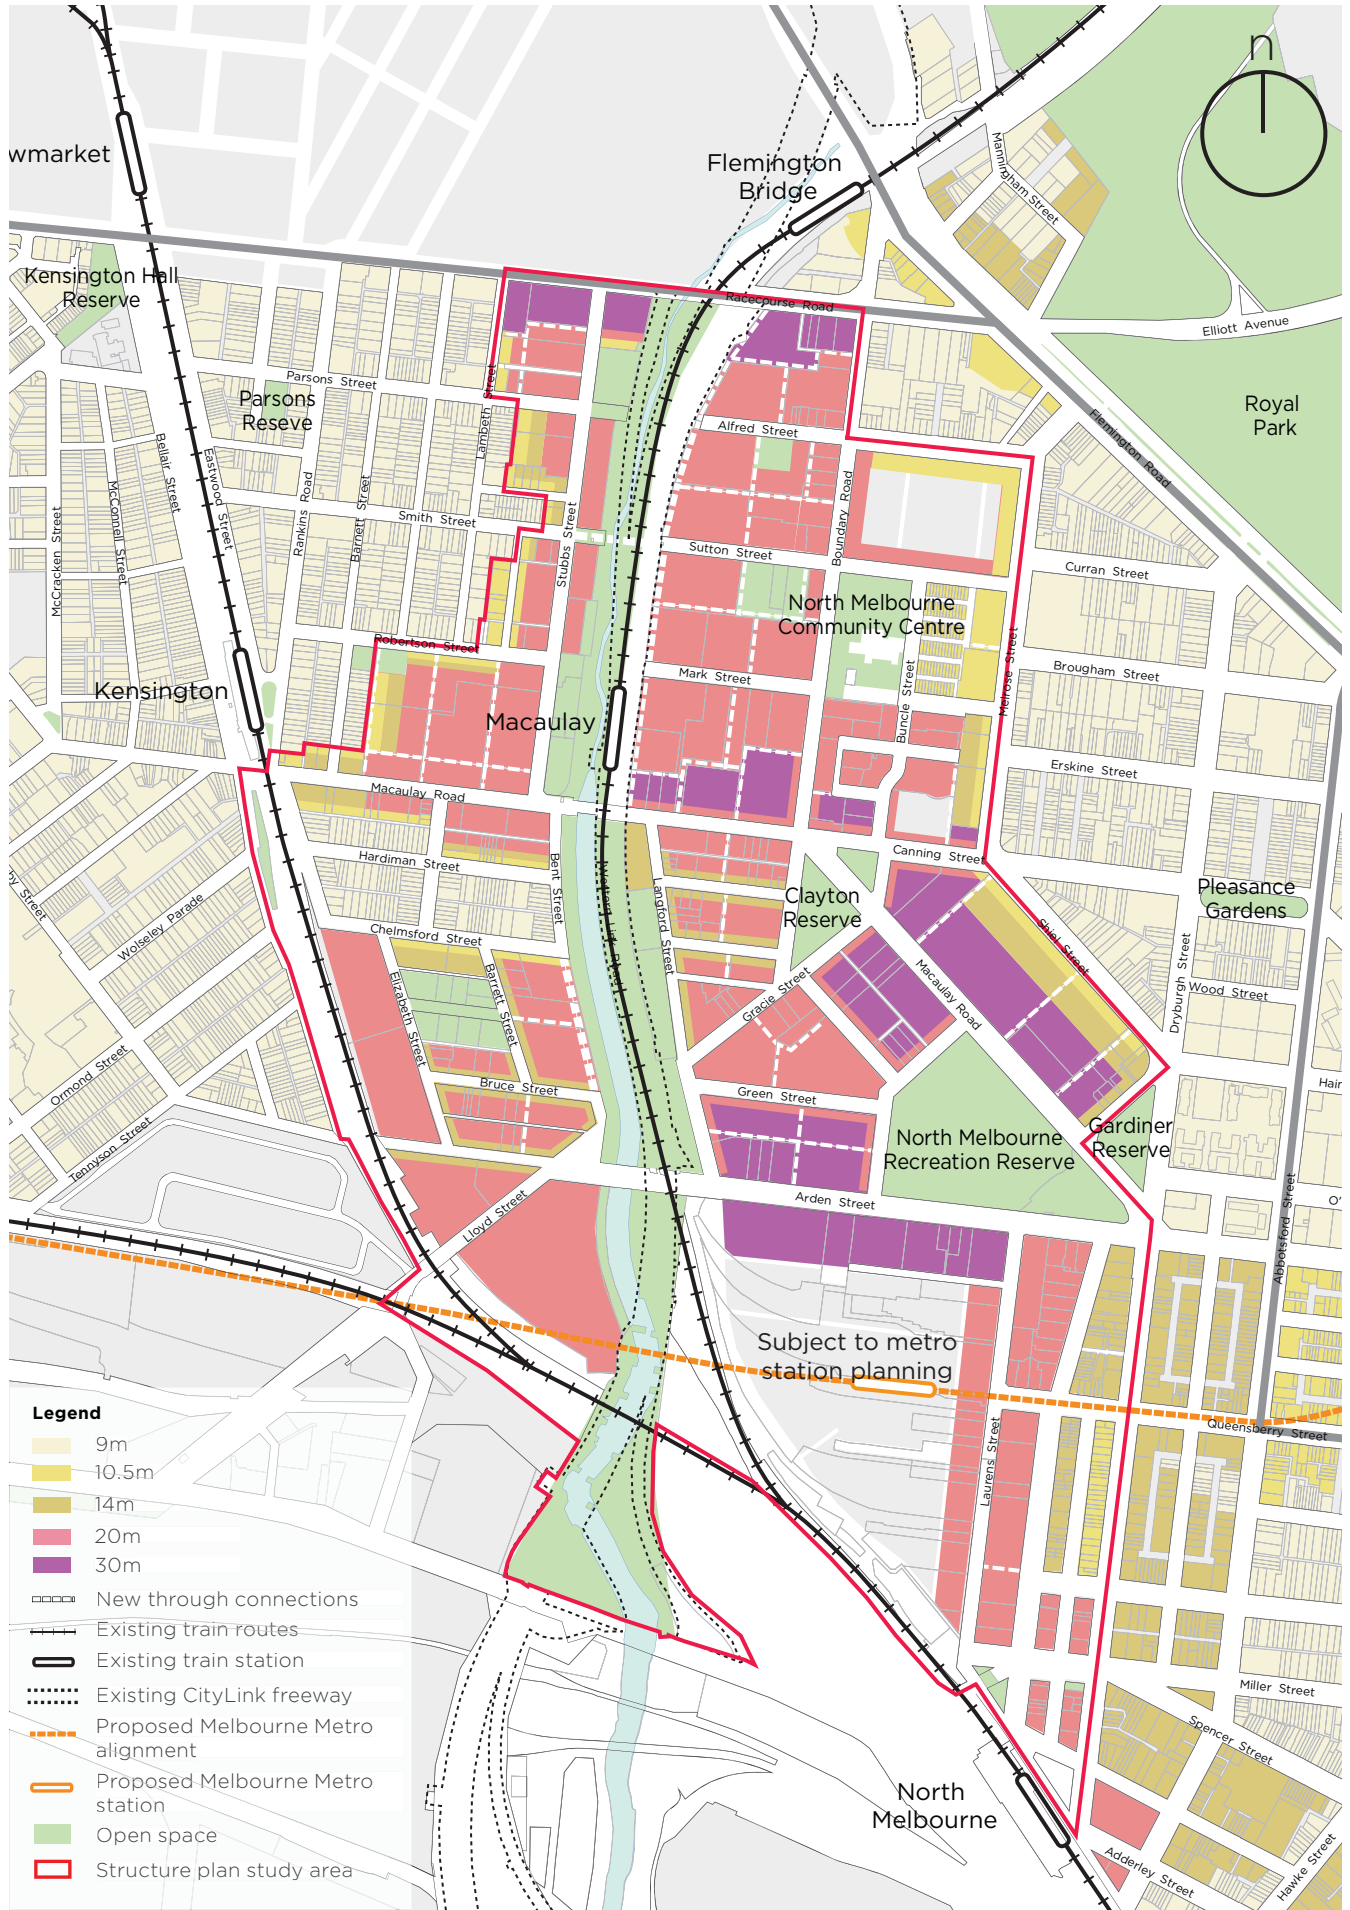 n
wmarket
Flemington
Bridge
Manningham Street
Kensington Hall
Reserve
Racecourse Road
Elliott Avenue
Parsons Street
Parsons
Reseve
Lambeth Street
Royal
Park
Alfred Street
Flemington Road
Bellair Street
Eastwood Street
McConnell Street
McCracken Street
Rankins Road
Barnett Street
Smith Street
Stubbs Street
Boundary Road
Sutton Street
Curran Street
North Melbourne
Community Centre
Robertson Street
Melrose Street
Brougham Street
Kensington
Mark Street
Macaulay
Buncle Street
Erskine Street
Macaulay Road
Hardiman Street
Bent Street
Canning Street
by Street
Wolseley Parade
Langford Street
Clayton
Reserve
Pleasance
Gardens
Chelmsford Street
Shiel Street
Elizabeth Street
Barrett Street
Gracie Street
Macaulay Road
Dryburgh Street
Wood Street
Ormond Street
Bruce Street
Green Street
Hair
Tennyson Street
North Melbourne
Recreation Reserve
Gardiner
Reserve
Lloyd Street
Arden Street
O'
Abbotsford Street
Subject to metro
station planning
Laurens Street
Queensberry Street
Legend
9m
10.5m
14m
20m
30m
New through connections
Existing train routes
Existing train station
Existing CityLink freeway
Proposed Melbourne Metro
alignment
Proposed Melbourne Metro
station
Open space
Structure plan study area
Miller Street
Spencer Street
North
Melbourne
Adderley Street
Hawke Street